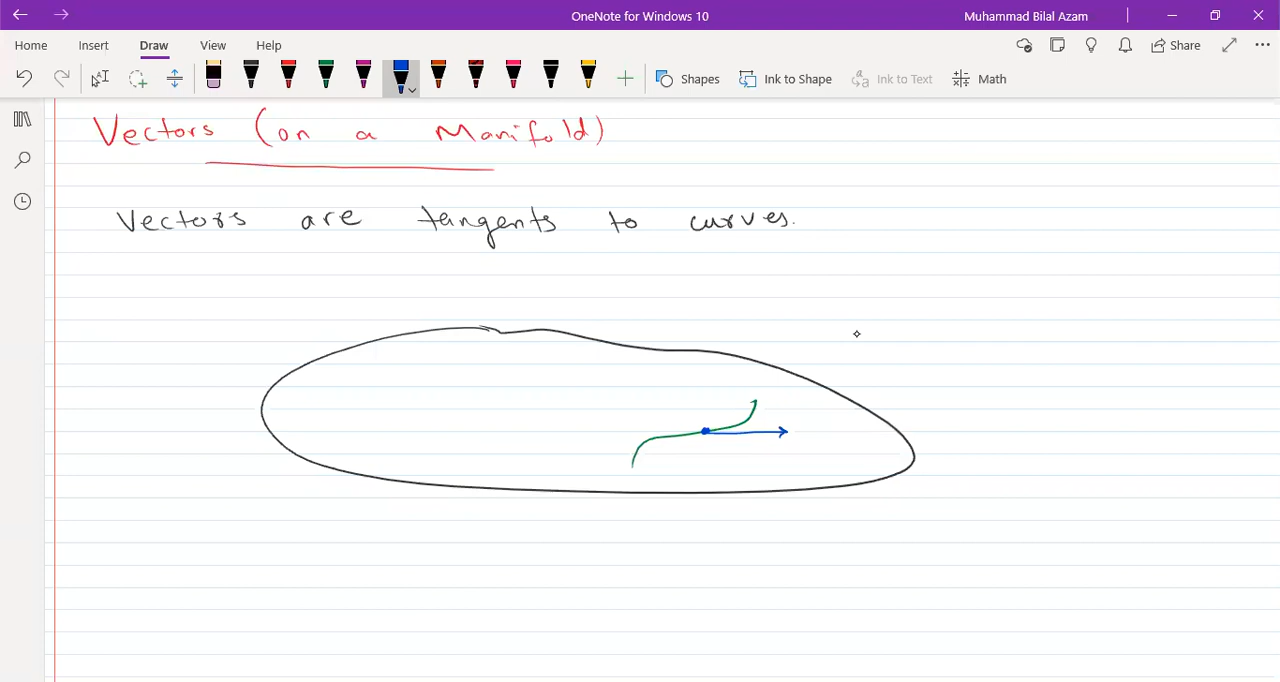 OneNote for Windows 10
Muhammad Bilal Azam
Home Insert Draw View Help
Share
Shapes Ink to Shape Ink to Text Math
Vectors (on a Manifold)
Vectors are tangents to curves.